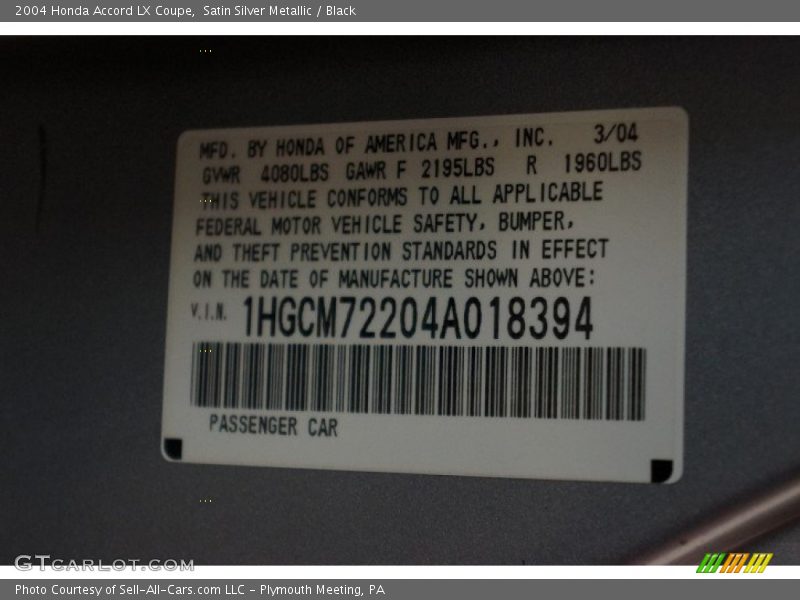 2004 Honda Accord LX Coupe, Satin Silver Metallic / Black
MFD. BY HONDA OF AMERICA MFG., INC. 3/04
GVWR 4080LBS GAWR F 2195LBS R 1960LBS
THIS VEHICLE CONFORMS TO ALL APPLICABLE
FEDERAL MOTOR VEHICLE SAFETY, BUMPER,
AND THEFT PREVENTION STANDARDS IN EFFECT
ON THE DATE OF MANUFACTURE SHOWN ABOVE:
V.I.N. 1HGCM72204A018394
PASSENGER CAR
GTCARLOT.COM
Photo Courtesy of Sell-All-Cars.com LLC - Plymouth Meeting, PA